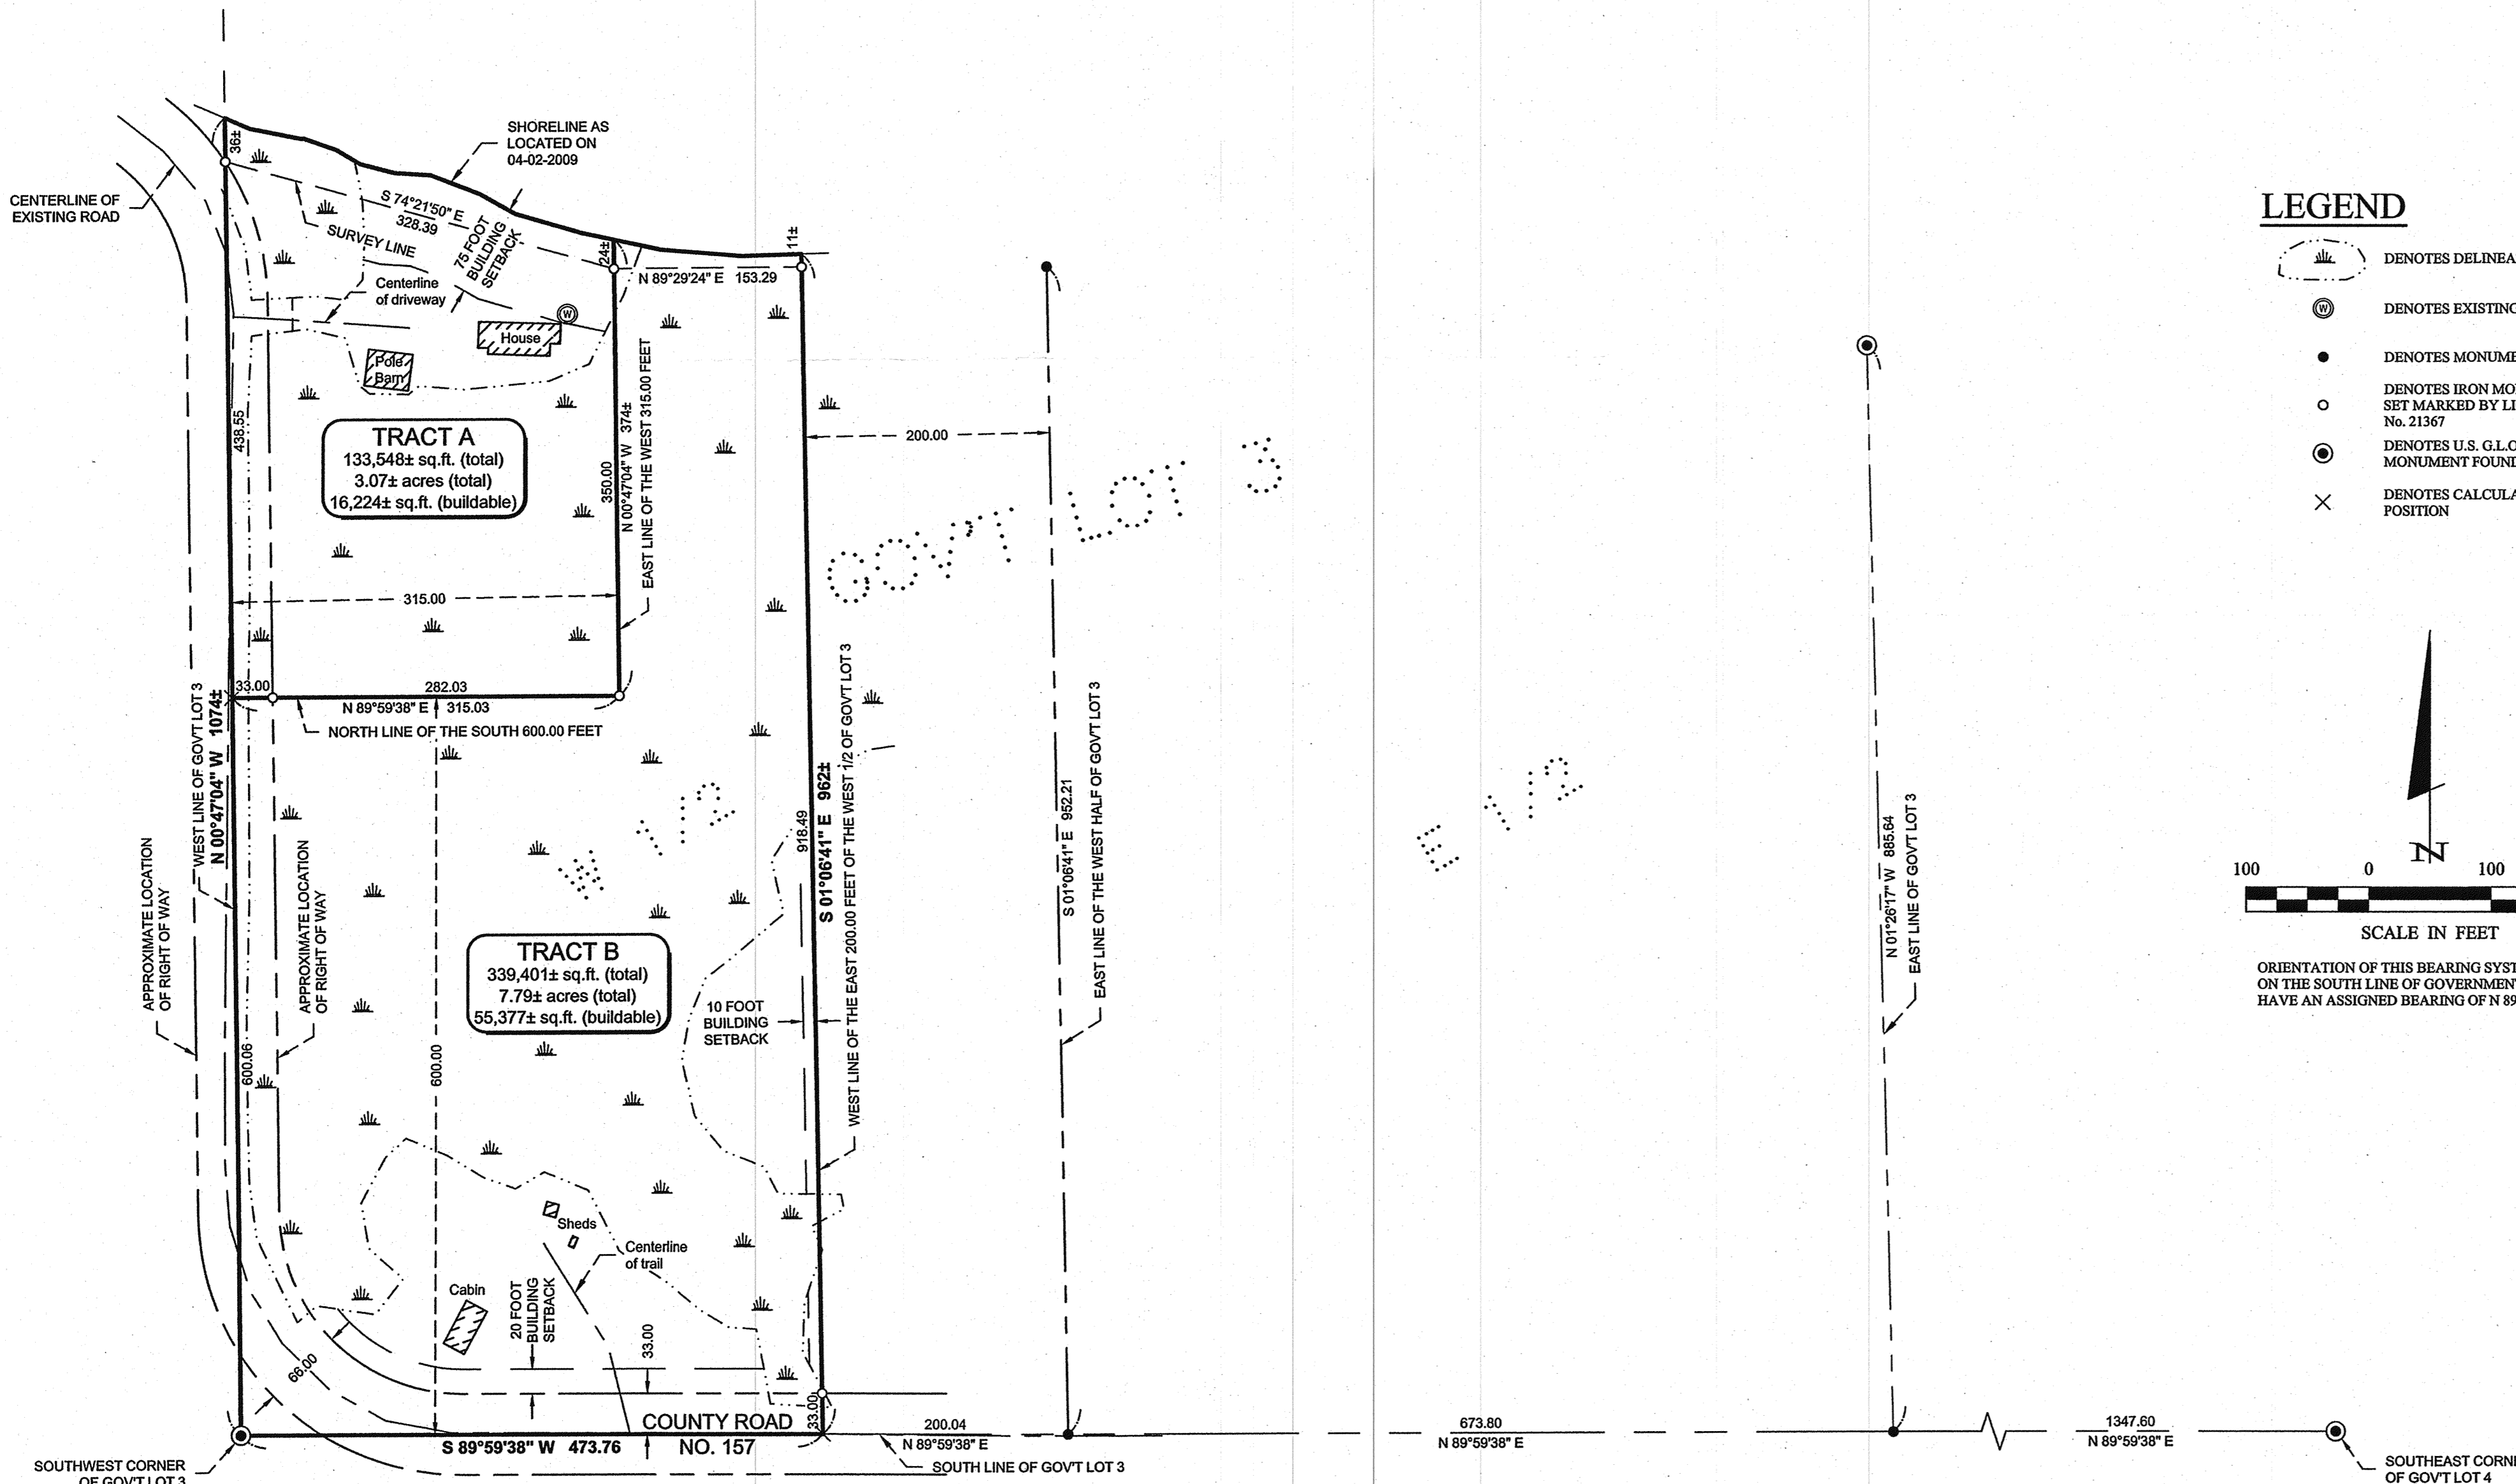 SHORELINE AS
LOCATED ON
04-02-2009
36±
CENTERLINE OF
EXISTING ROAD
S 74°21'50" E
328.39
SURVEY LINE
75 FOOT
BUILDING
SETBACK
24±
11±
N 89°29'24" E 153.29
Centerline
of driveway
W
House
Pole
Barn
438.55
TRACT A
133,548± sq.ft. (total)
3.07± acres (total)
16,224± sq.ft. (buildable)
350.00
N 00°47'04" W 374±
EAST LINE OF THE WEST 315.00 FEET
200.00
GOV'T LOT 3
315.00
33.00
282.03
N 89°59'38" E 315.03
NORTH LINE OF THE SOUTH 600.00 FEET
WEST LINE OF GOV'T LOT 3
N 00°47'04" W 1074±
APPROXIMATE LOCATION
OF RIGHT OF WAY
APPROXIMATE LOCATION
OF RIGHT OF WAY
W 1/2
E 1/2
918.49
S 01°06'41" E 962±
WEST LINE OF THE EAST 200.00 FEET OF THE WEST 1/2 OF GOV'T LOT 3
S 01°06'41" E 952.21
EAST LINE OF THE WEST HALF OF GOV'T LOT 3
N 01°26'17" W 885.64
EAST LINE OF GOV'T LOT 3
TRACT B
339,401± sq.ft. (total)
7.79± acres (total)
55,377± sq.ft. (buildable)
10 FOOT
BUILDING
SETBACK
600.06
600.00
Sheds
Centerline
of trail
Cabin
20 FOOT
BUILDING
SETBACK
33.00
66.00
33.00
COUNTY ROAD
NO. 157
S 89°59'38" W 473.76
200.04
N 89°59'38" E
673.80
N 89°59'38" E
1347.60
N 89°59'38" E
SOUTH LINE OF GOV'T LOT 3
SOUTHWEST CORNER
OF GOV'T LOT 3
SOUTHEAST CORNE
OF GOV'T LOT 4
LEGEND
DENOTES DELINEA
W
DENOTES EXISTING
DENOTES MONUME
DENOTES IRON MO
SET MARKED BY LI
No. 21367
DENOTES U.S. G.L.O
MONUMENT FOUND
DENOTES CALCULA
POSITION
N
100 0 100
SCALE IN FEET
ORIENTATION OF THIS BEARING SYST
ON THE SOUTH LINE OF GOVERNMENT
HAVE AN ASSIGNED BEARING OF N 89